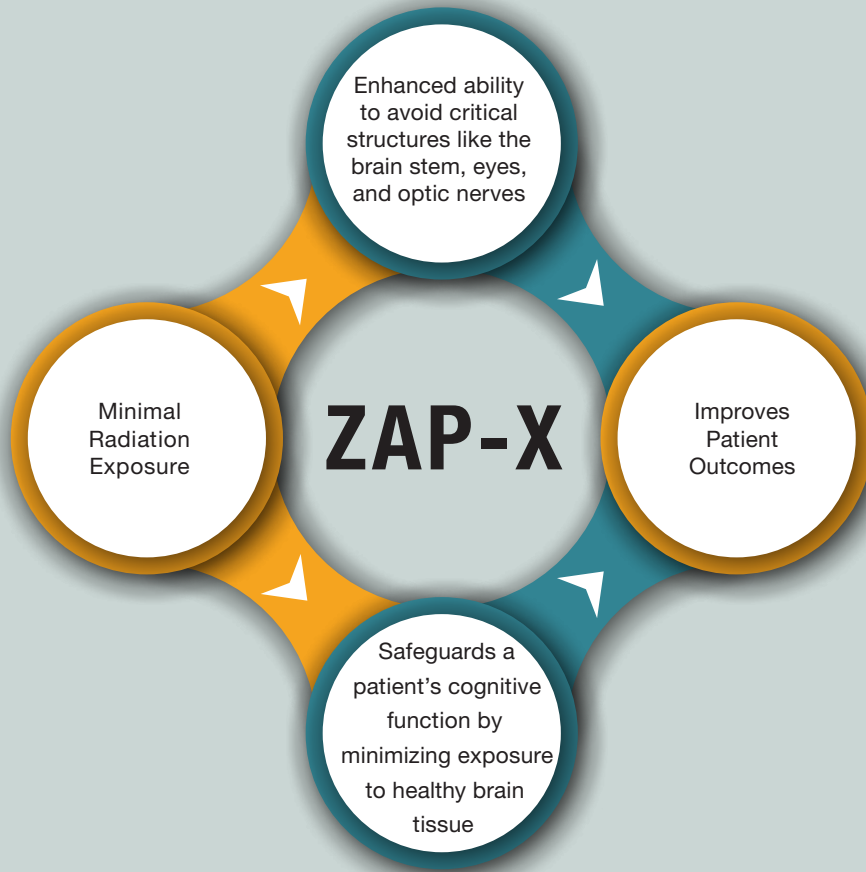 Enhanced ability
to avoid critical
structures like the
brain stem, eyes,
and optic nerves
Minimal
Radiation
Exposure
ZAP-X
Improves
Patient
Outcomes
Safeguards a
patient’s cognitive
function by
minimizing exposure
to healthy brain
tissue